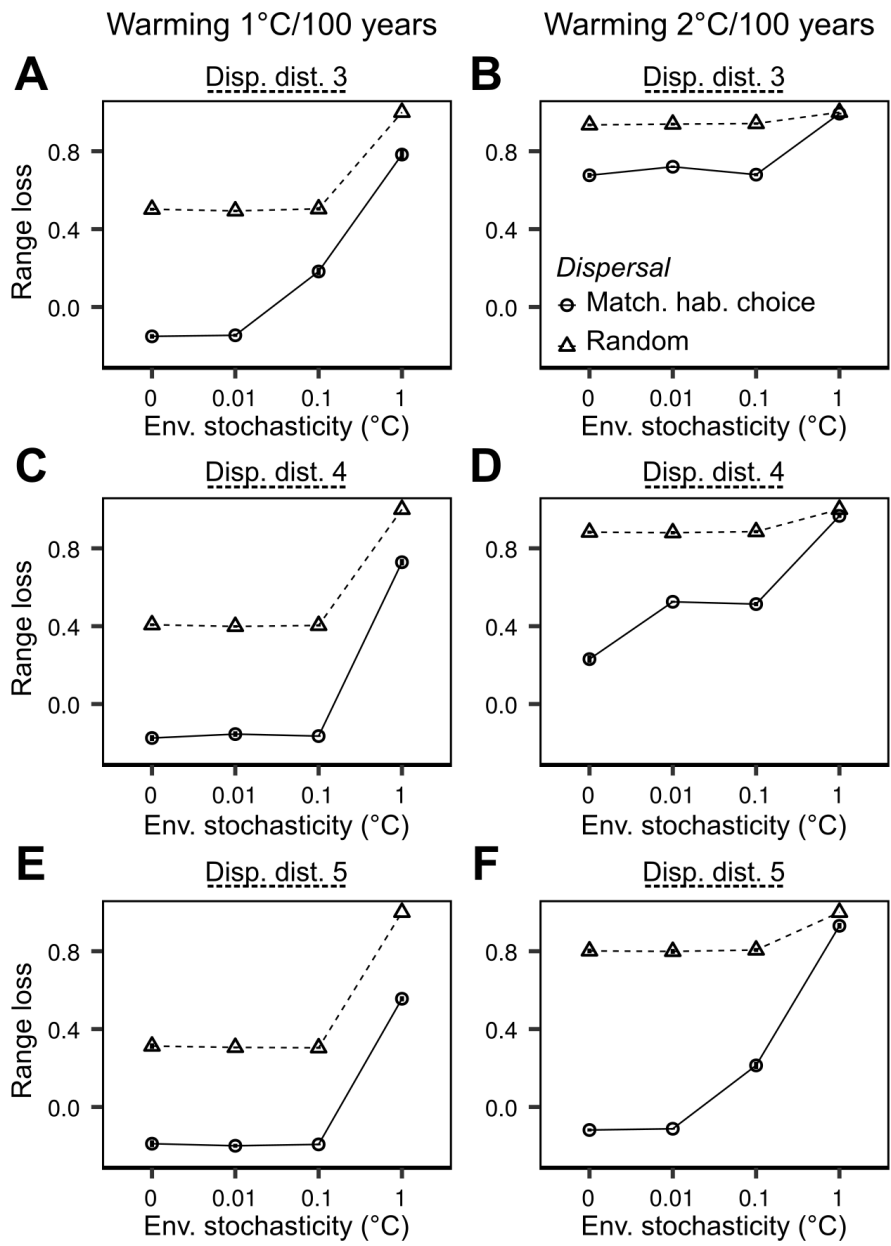 Warming 1°C/100 years
Warming 2°C/100 years
A
Disp. dist. 3
Range loss
0.8
0.4
0.0
0
0.01
0.1
1
Env. stochasticity (°C)
B
Disp. dist. 3
0.8
0.4
0.0
Dispersal
Match. hab. choice
Random
0
0.01
0.1
1
Env. stochasticity (°C)
C
Disp. dist. 4
Range loss
0.8
0.4
0.0
0
0.01
0.1
1
Env. stochasticity (°C)
D
Disp. dist. 4
0.8
0.4
0.0
0
0.01
0.1
1
Env. stochasticity (°C)
E
Disp. dist. 5
Range loss
0.8
0.4
0.0
0
0.01
0.1
1
Env. stochasticity (°C)
F
Disp. dist. 5
0.8
0.4
0.0
0
0.01
0.1
1
Env. stochasticity (°C)